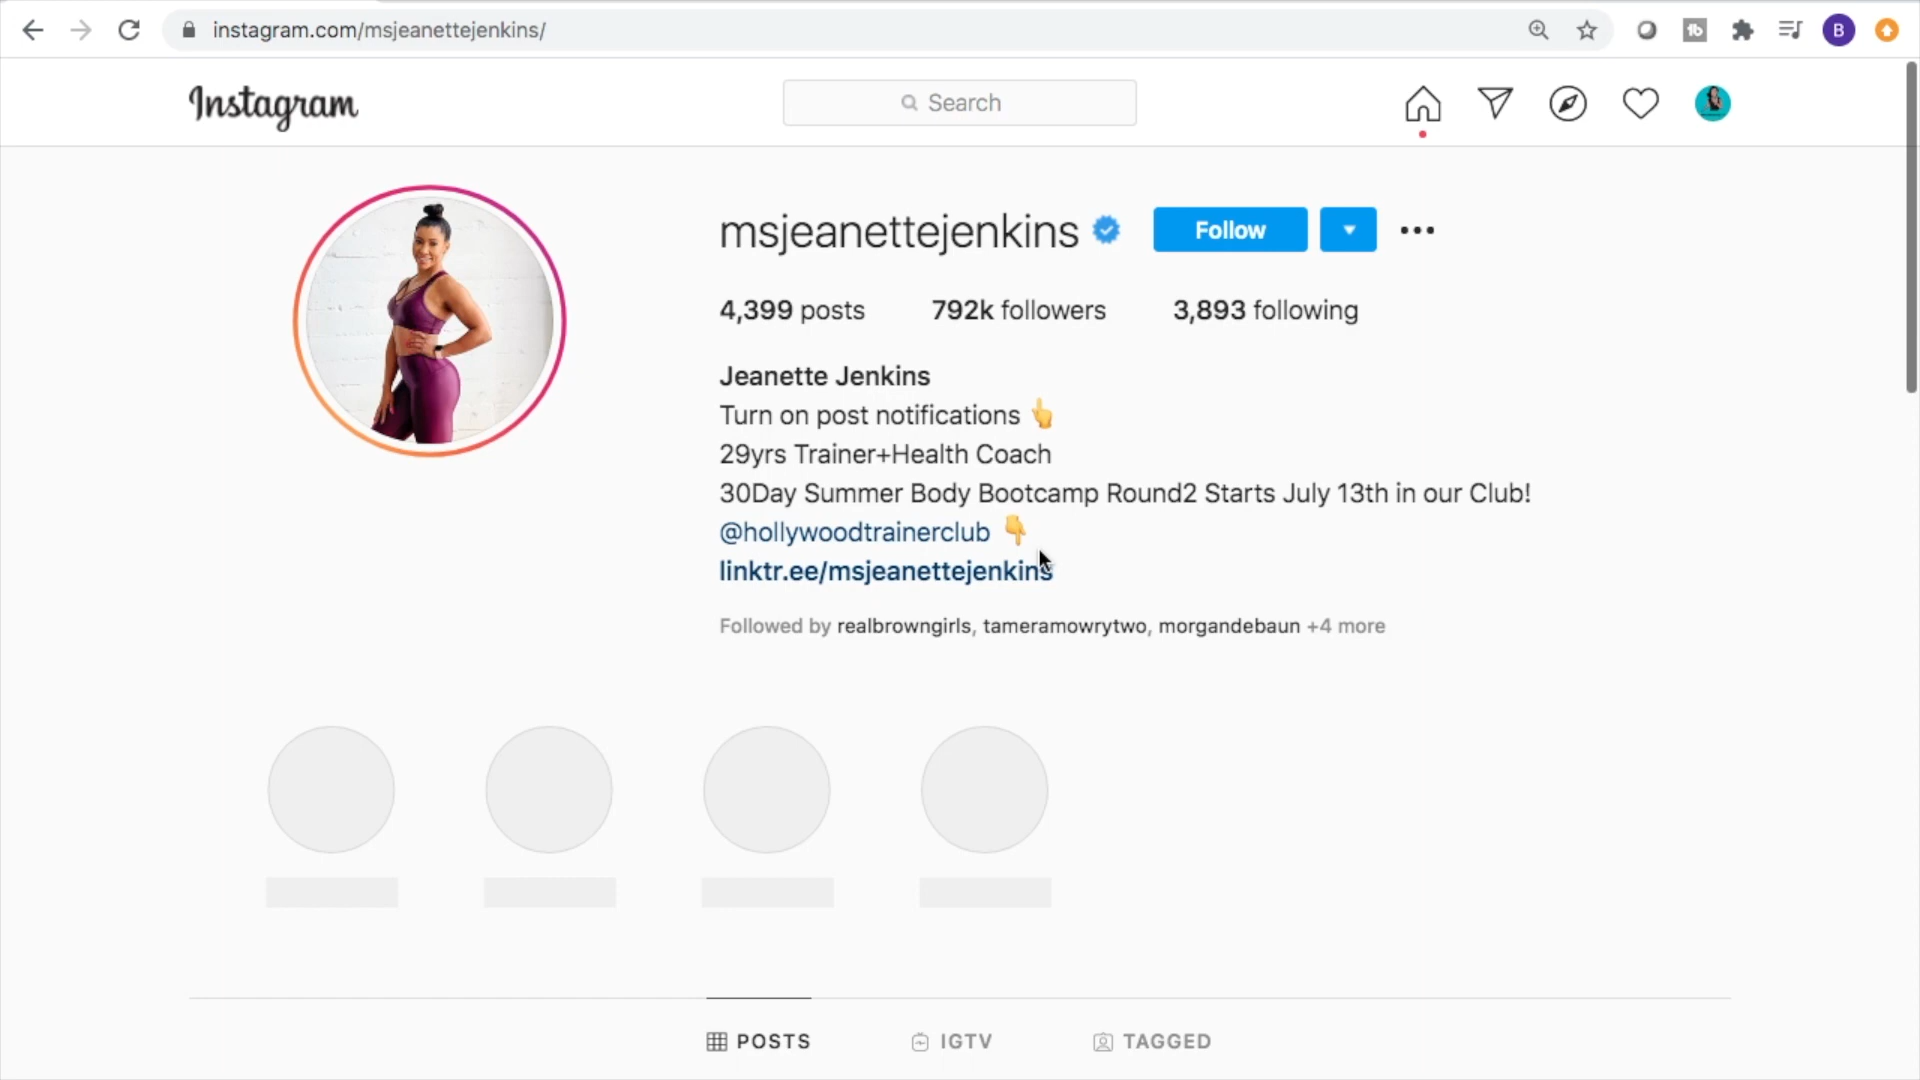 instagram.com/msjeanettejenkins/
B
Instagram
Search
msjeanettejenkins
Follow
4,399 posts 792k followers 3,893 following
Jeanette Jenkins
Turn on post notifications 👆
29yrs Trainer+Health Coach
30Day Summer Body Bootcamp Round2 Starts July 13th in our Club!
@hollywoodtrainerclub 👇
linktr.ee/msjeanettejenkins
Followed by realbrowngirls, tameramowrytwo, morgandebaun +4 more
POSTS IGTV TAGGED